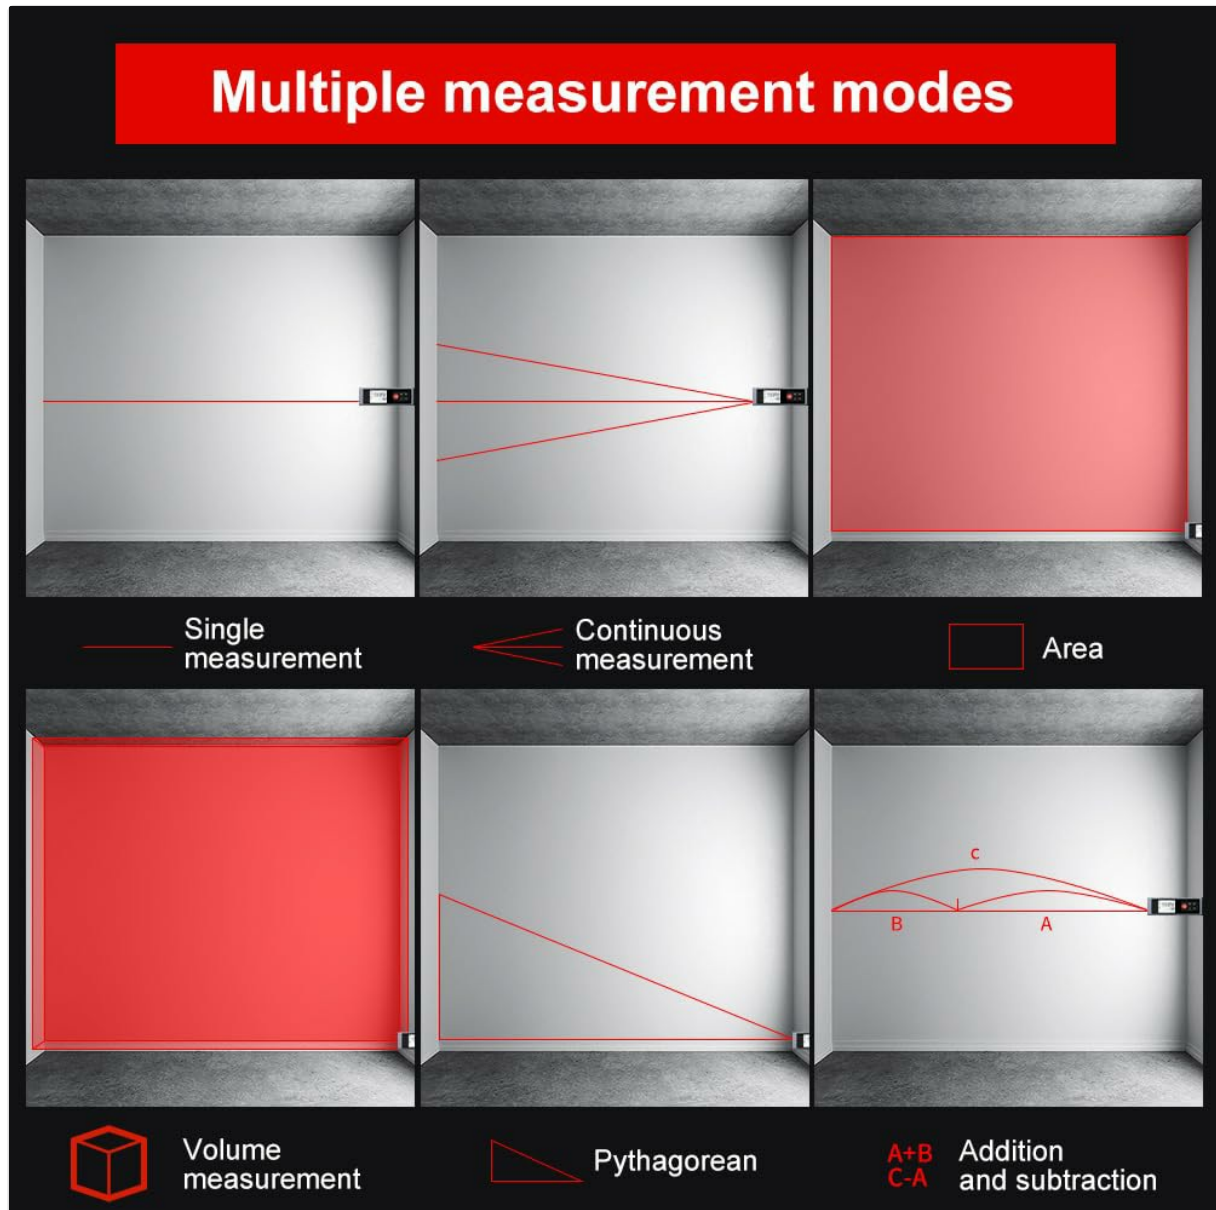 Multiple measurement modes
Single
measurement
Continuous
measurement
Area
c
B
A
Volume
measurement
Pythagorean
A+B
C-A
Addition
and subtraction